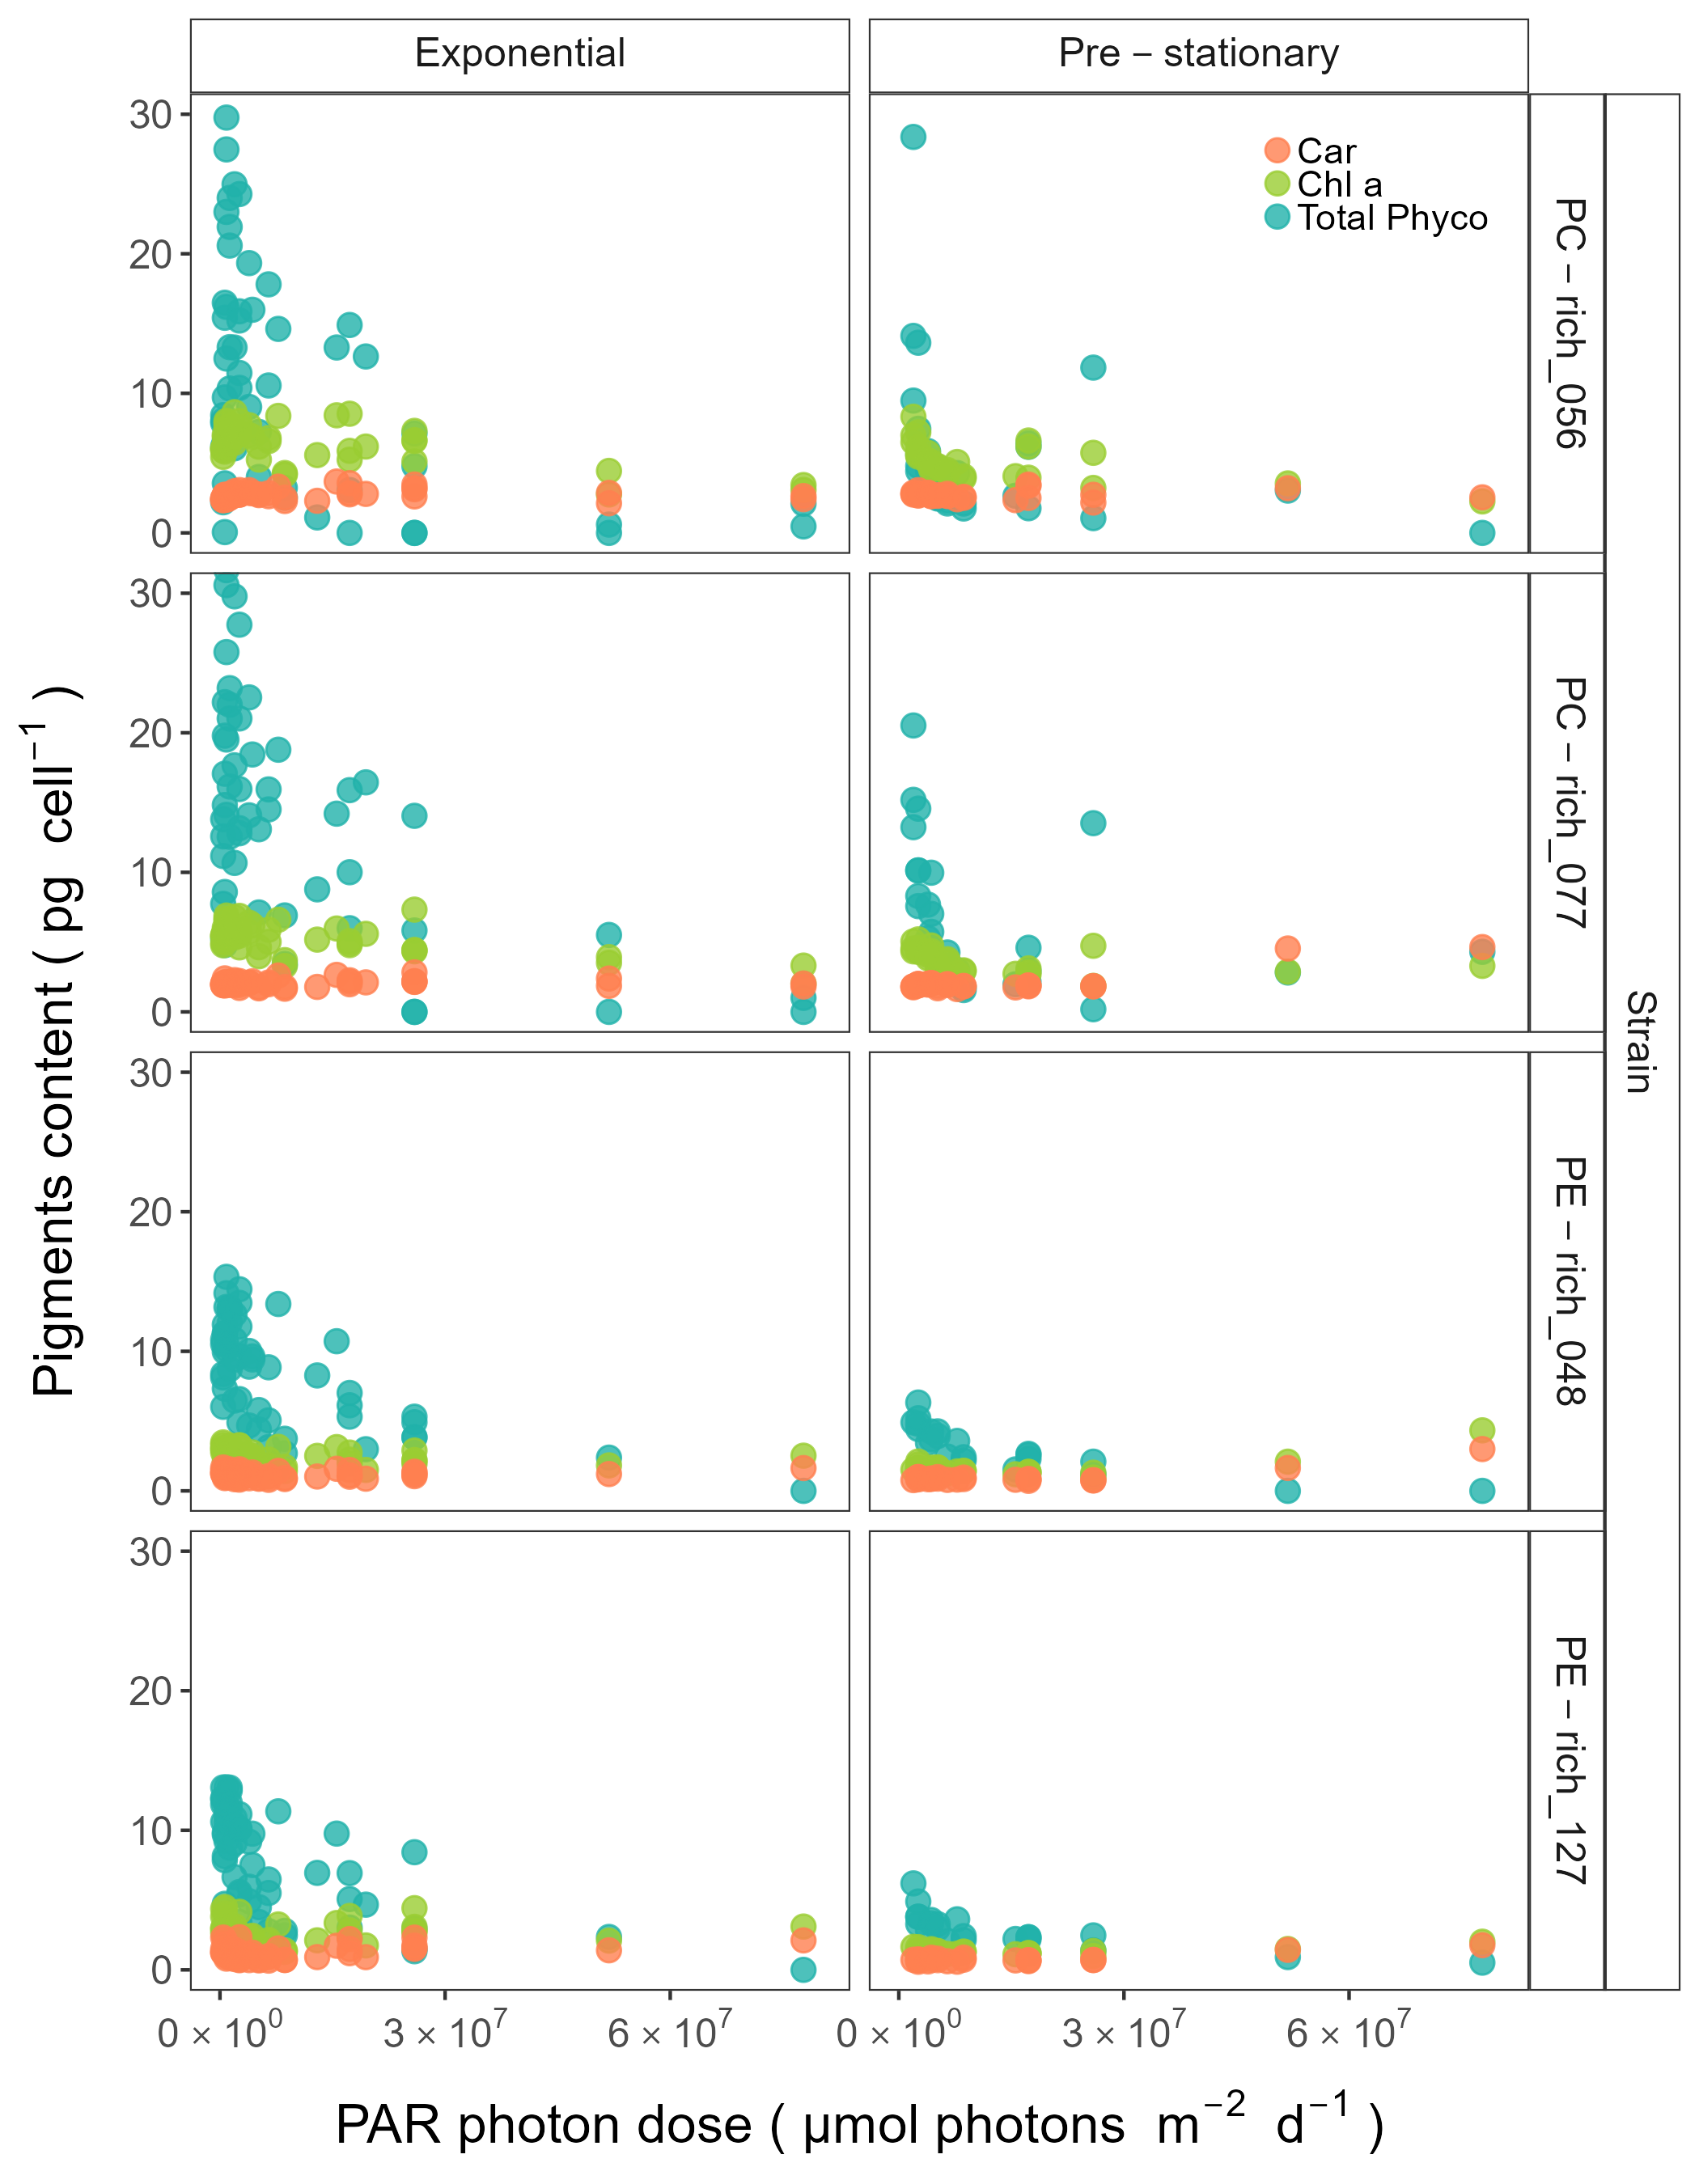 Exponential
Pre − stationary
Car
Chl a
Total Phyco
30
20
10
0
PC − rich_056
30
20
10
0
PC − rich_077
Strain
Pigments content ( pg cell⁻¹ )
30
20
10
0
PE − rich_048
30
20
10
0
PE − rich_127
0 × 10⁰
3 × 10⁷
6 × 10⁷
0 × 10⁰
3 × 10⁷
6 × 10⁷
PAR photon dose ( µmol photons m⁻² d⁻¹ )